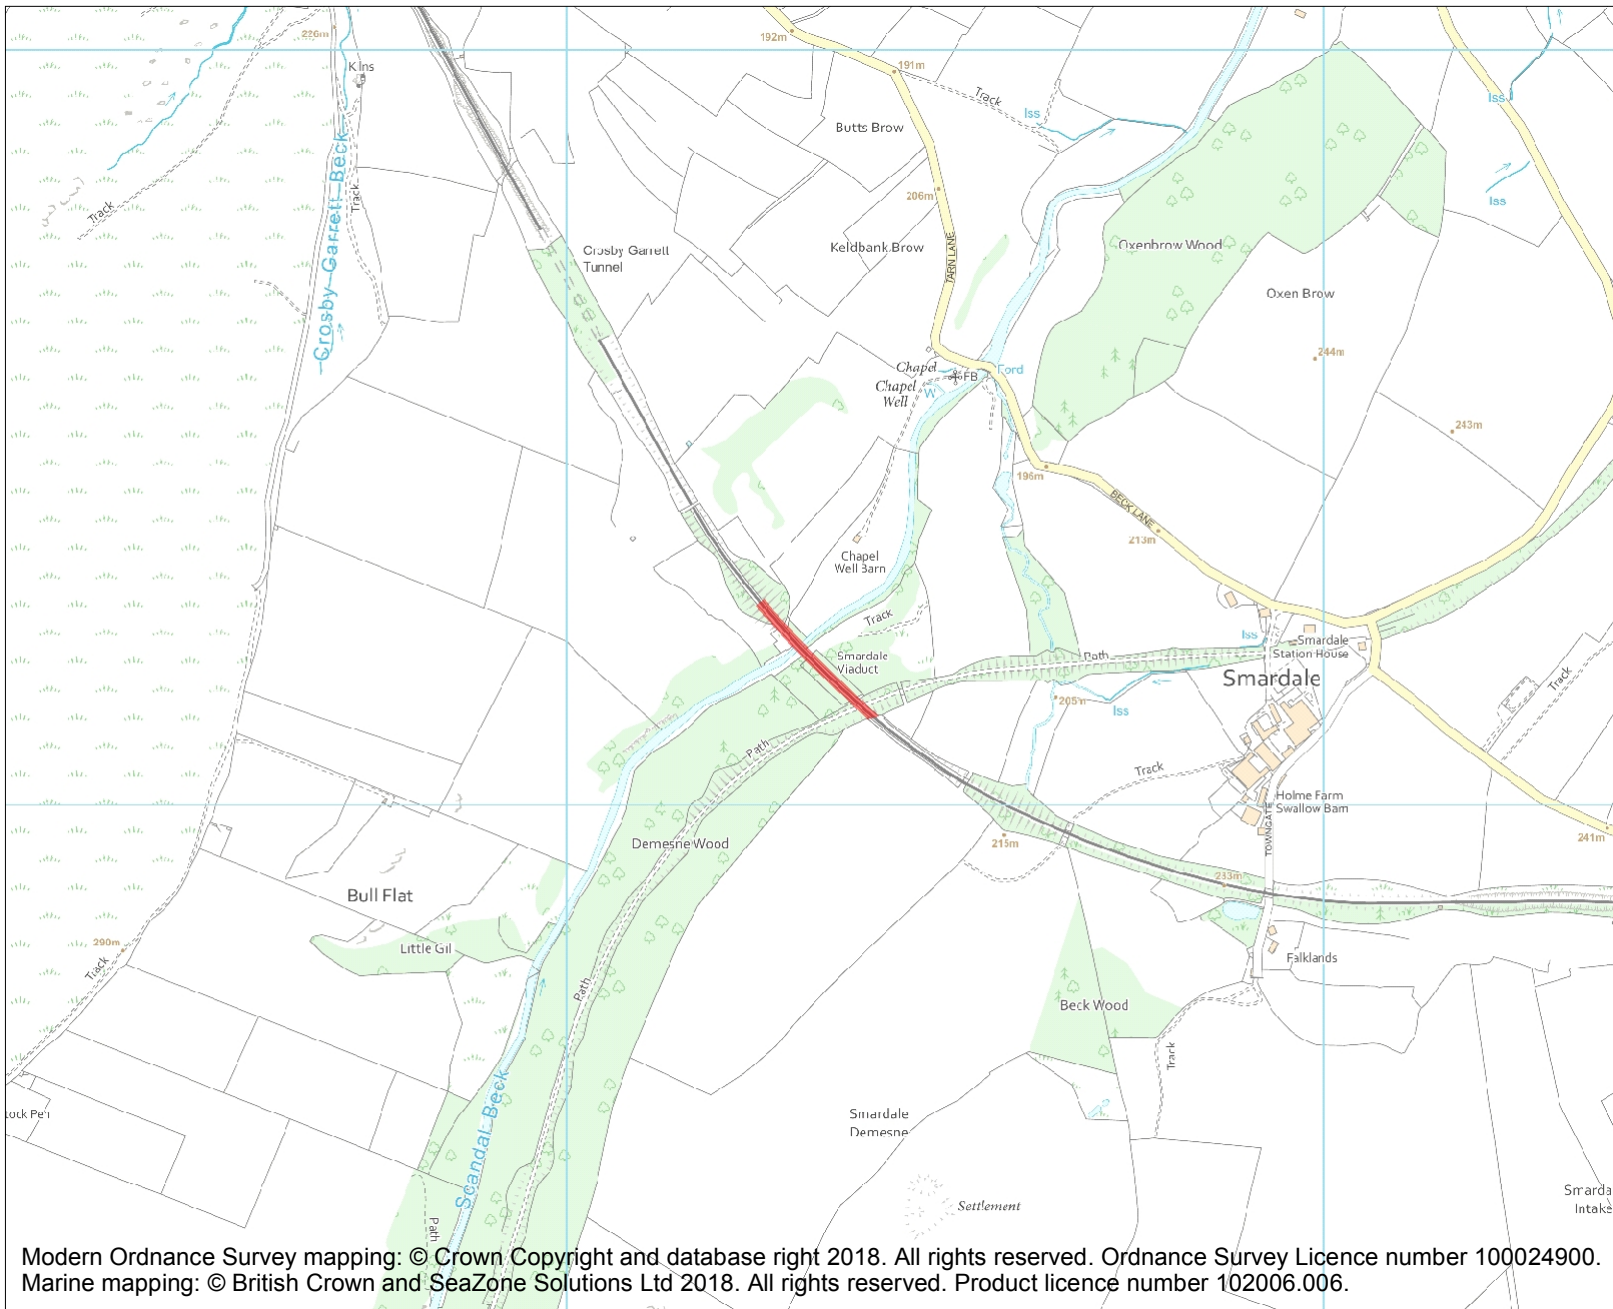 226m
Kilns
192m
191m
Track
Iss
Iss
Butts Brow
Crosby Garrett Beck
Track
Track
206m
Iss
Crosby Garrett
Tunnel
Keldbank Brow
TARN LANE
Oxenbrow Wood
Oxen Brow
244m
Chapel
FB
Ford
Chapel
Well
W
243m
196m
BECK LANE
213m
Chapel
Well Barn
Track
Smardale
Viaduct
Path
Iss
Smardale
Station House
Smardale
Track
205m
Iss
Path
Track
Holme Farm
Swallow Barn
TOWNGATE
Demesne Wood
215m
241m
233m
Bull Flat
Little Gil
290m
Track
Path
Falklands
Beck Wood
Track
Scandal Beck
Smardale
Demesne
Path
Settlement
Smarda
Intake
Modern Ordnance Survey mapping: © Crown Copyright and database right 2018. All rights reserved. Ordnance Survey Licence number 100024900.
Marine mapping: © British Crown and SeaZone Solutions Ltd 2018. All rights reserved. Product licence number 102006.006.